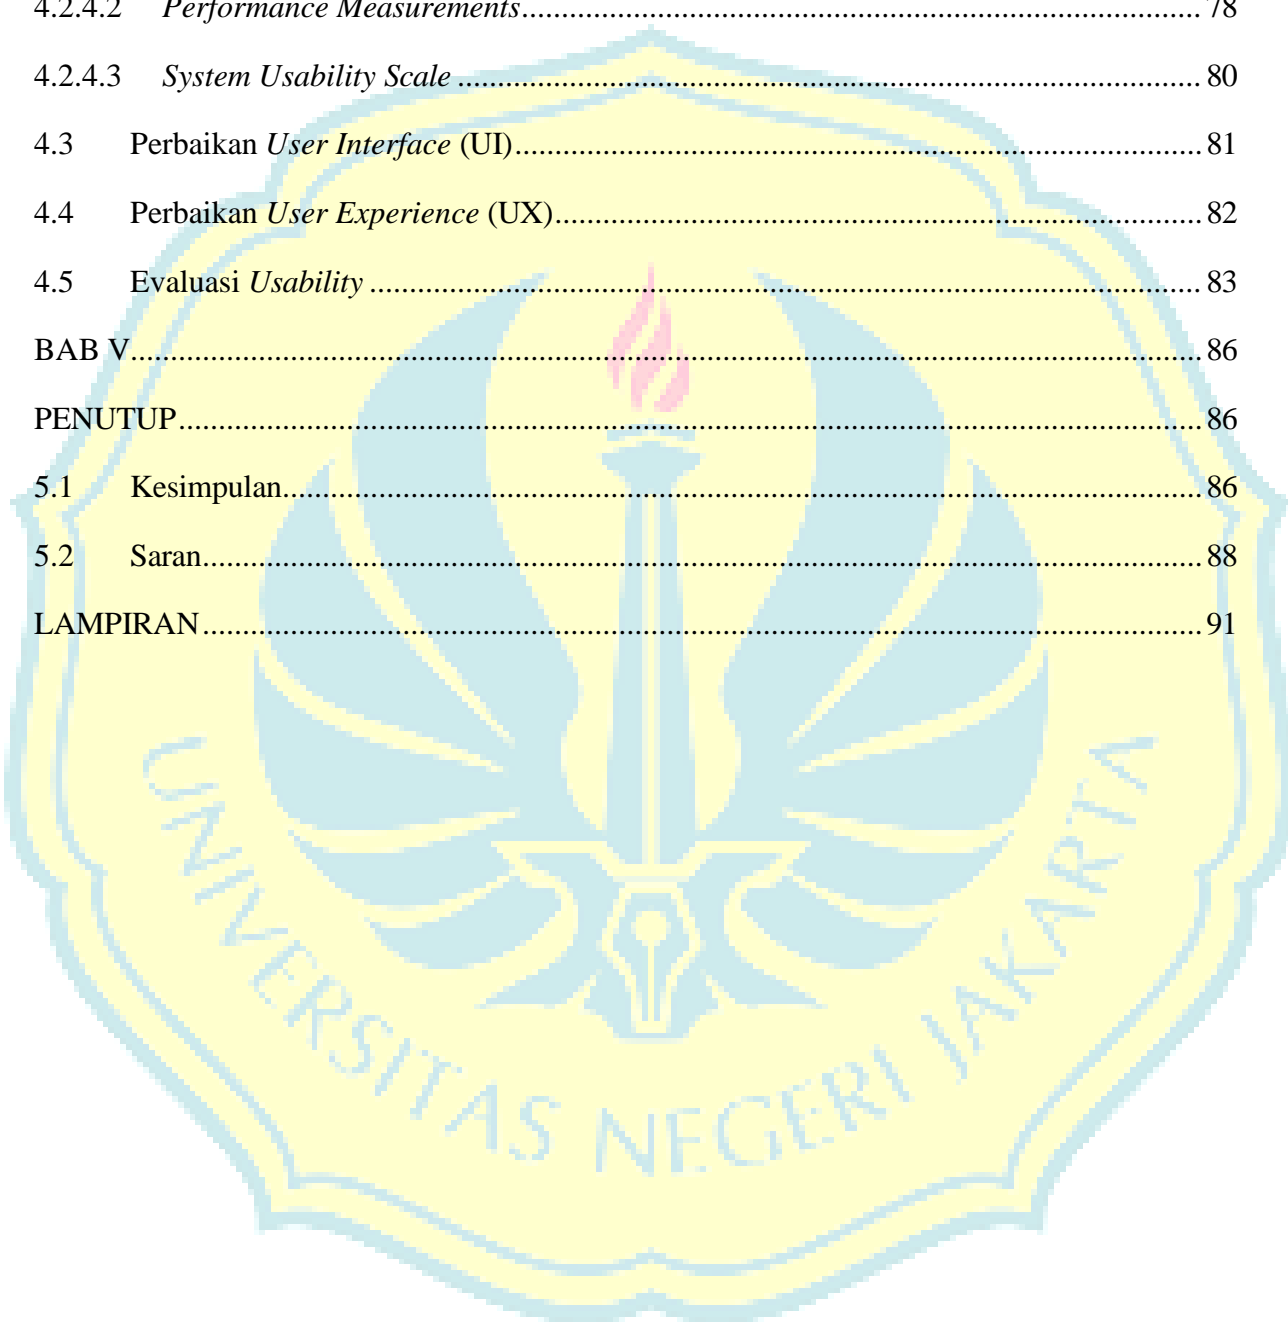 4.2.4.2 Performance Measurements.................... 78
4.2.4.3 System Usability Scale .................... 80
4.3 Perbaikan User Interface (UI).................... 81
4.4 Perbaikan User Experience (UX).................... 82
4.5 Evaluasi Usability .................... 83
BAB V.................... 86
PENUTUP.................... 86
5.1 Kesimpulan.................... 86
5.2 Saran.................... 88
LAMPIRAN.................... 91
UNIVERSITAS NEGERI JAKARTA